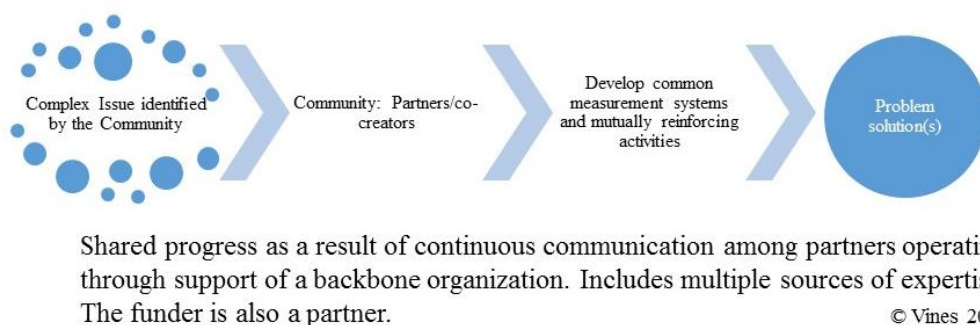 Complex Issue identified
by the Community
Community: Partners/co-
creators
Develop common
measurement systems
and mutually reinforcing
activities
Problem
solution(s)
Shared progress as a result of continuous communication among partners
through support of a backbone organization. Includes multiple sources of
The funder is also a partner.
© Vines